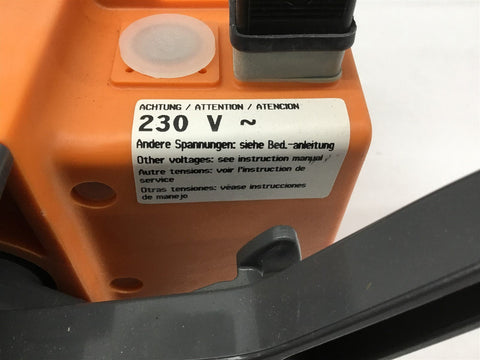 ACHTUNG / ATTENTION / ATENCION
230 V ~
Andere Spannungen: siehe Bed.-anleitung
Other voltages: see instruction manual
Autre tensions: voir l'instruction de
service
Otras tensiones: véase instrucciones
de manejo